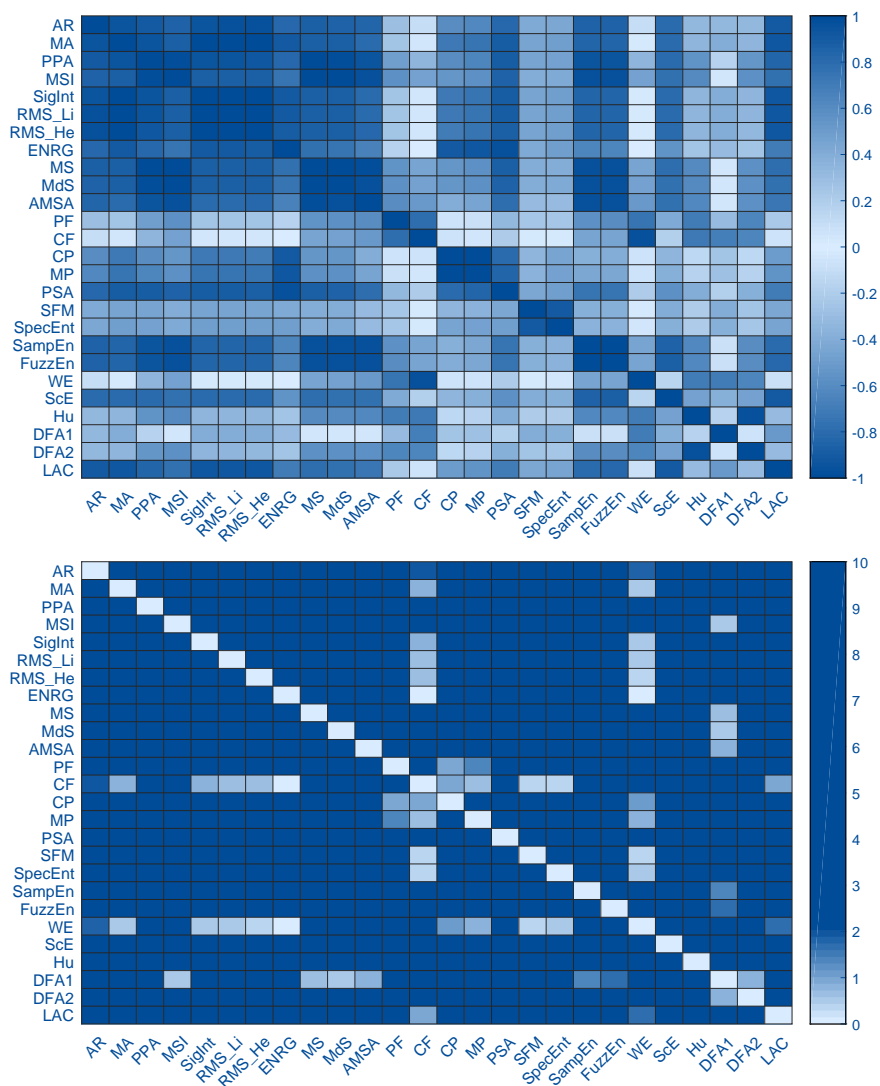 AR
MA
PPA
MSI
SigInt
RMS_Li
RMS_He
ENRG
MS
MdS
AMSA
PF
CF
CP
MP
PSA
SFM
SpecEnt
SampEn
FuzzEn
WE
ScE
Hu
DFA1
DFA2
LAC
AR MA PPA MSI SigInt RMS_Li RMS_He ENRG MS MdS AMSA PF CF CP MP PSA SFM SpecEnt SampEn FuzzEn WE ScE Hu DFA1 DFA2 LAC
1
0.8
0.6
0.4
0.2
0
-0.2
-0.4
-0.6
-0.8
-1
AR
MA
PPA
MSI
SigInt
RMS_Li
RMS_He
ENRG
MS
MdS
AMSA
PF
CF
CP
MP
PSA
SFM
SpecEnt
SampEn
FuzzEn
WE
ScE
Hu
DFA1
DFA2
LAC
AR MA PPA MSI SigInt RMS_Li RMS_He ENRG MS MdS AMSA PF CF CP MP PSA SFM SpecEnt SampEn FuzzEn WE ScE Hu DFA1 DFA2 LAC
10
9
8
7
6
5
4
3
2
1
0